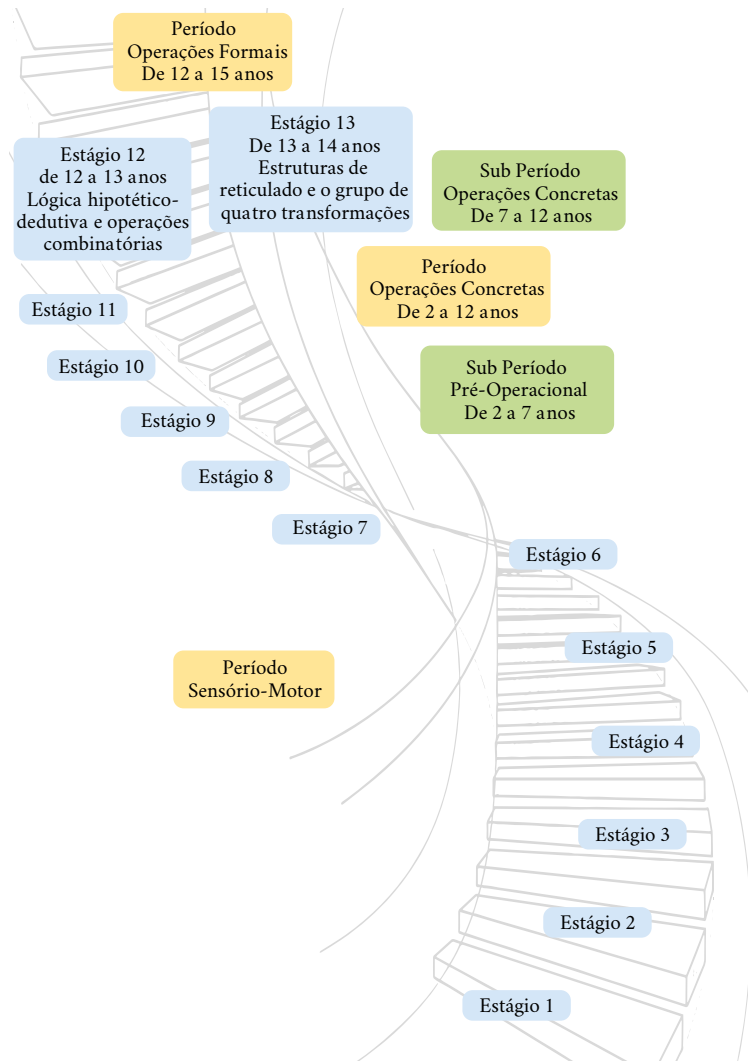 Período
Operações Formais
De 12 a 15 anos
Estágio 13
De 13 a 14 anos
Estruturas de
reticulado e o grupo de
quatro transformações
Estágio 12
de 12 a 13 anos
Lógica hipotético-
dedutiva e operações
combinatórias
Sub Período
Operações Concretas
De 7 a 12 anos
Período
Operações Concretas
De 2 a 12 anos
Estágio 11
Estágio 10
Sub Período
Pré-Operacional
De 2 a 7 anos
Estágio 9
Estágio 8
Estágio 7
Estágio 6
Estágio 5
Período
Sensório-Motor
Estágio 4
Estágio 3
Estágio 2
Estágio 1